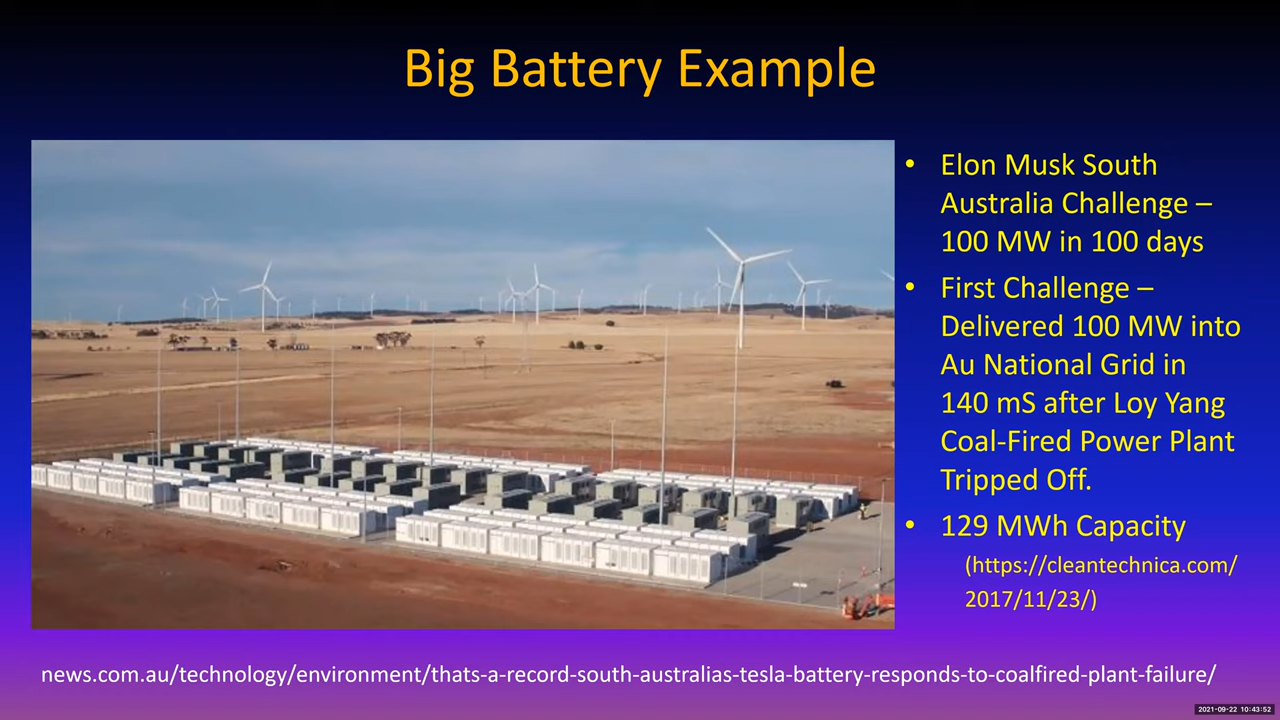 Big Battery Example
• Elon Musk South
Australia Challenge –
100 MW in 100 days
• First Challenge –
Delivered 100 MW into
Au National Grid in
140 mS after Loy Yang
Coal-Fired Power Plant
Tripped Off.
• 129 MWh Capacity
(https://cleantechnica.com/
2017/11/23/)
news.com.au/technology/environment/thats-a-record-south-australias-tesla-battery-responds-to-coalfired-plant-failure/
2021-09-22 10:43:52